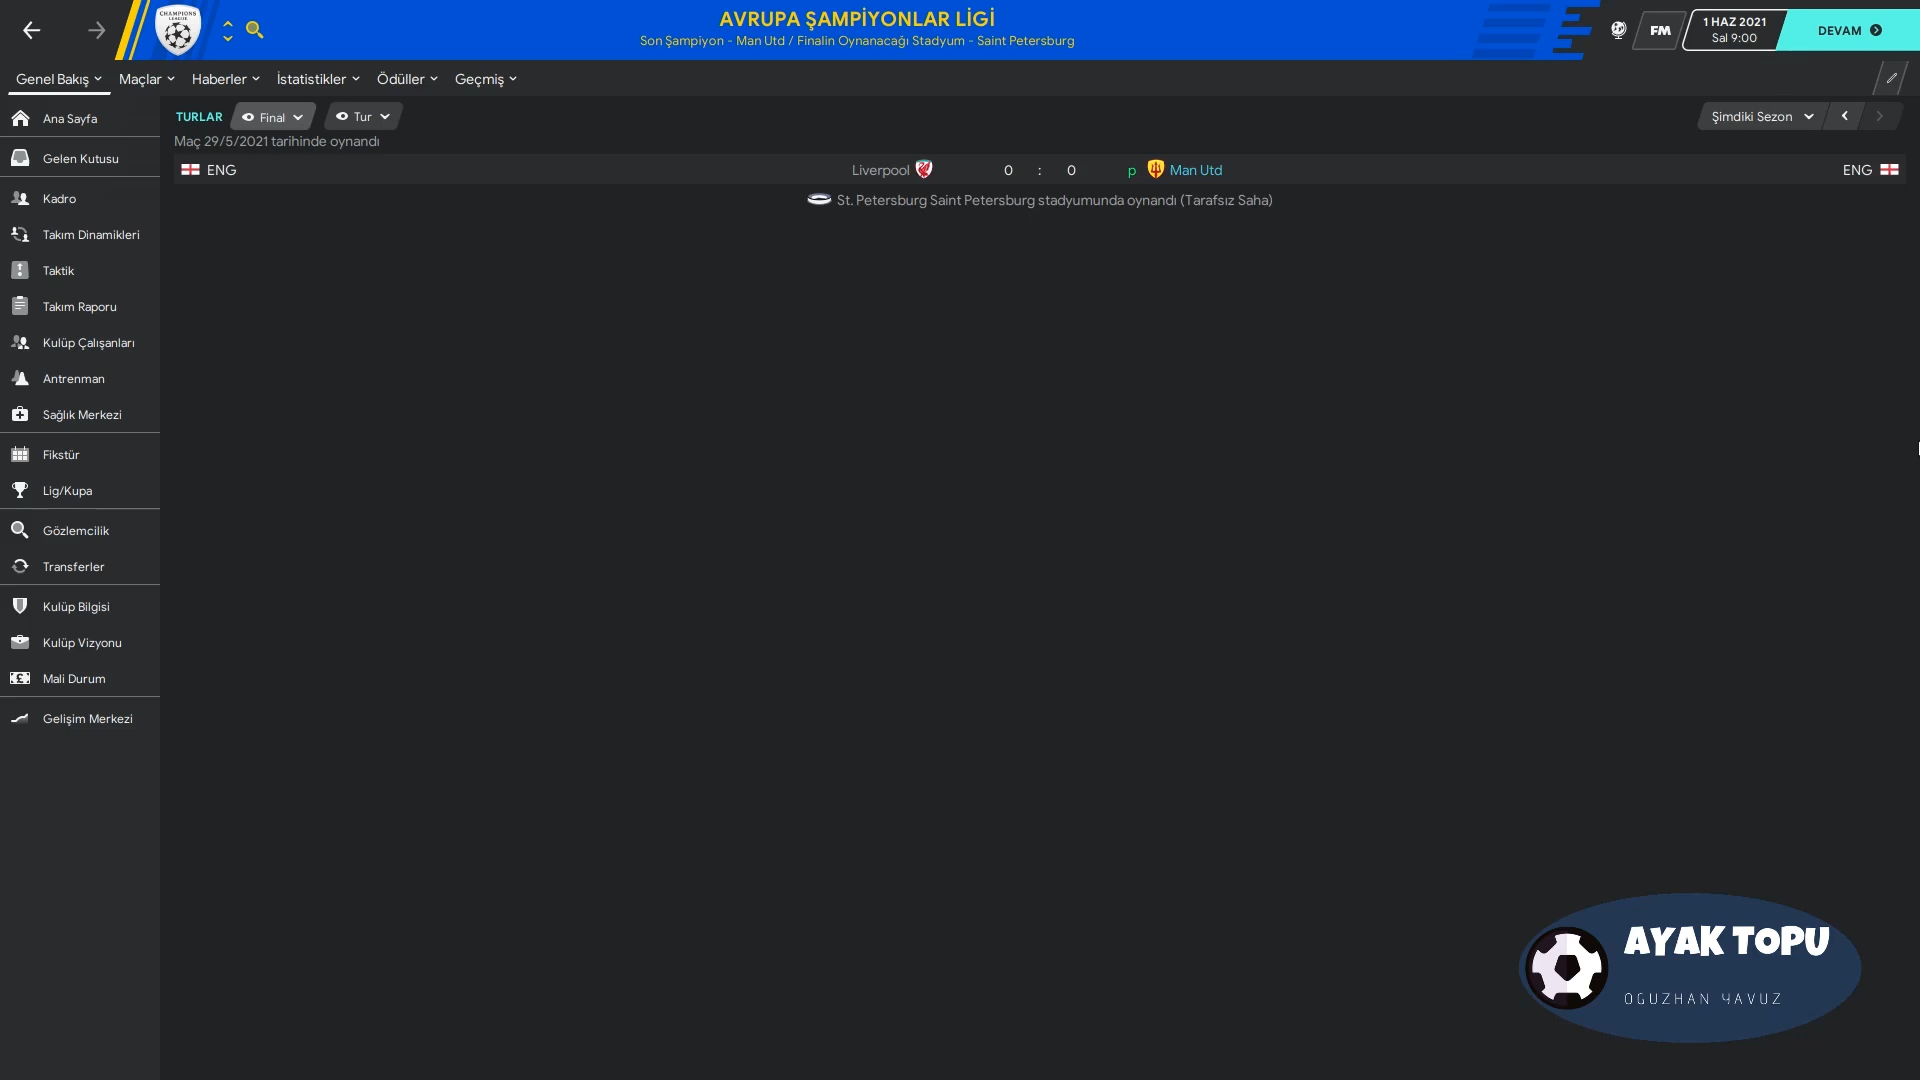 CHAMPIONS
LEAGUE
AVRUPA ŞAMPİYONLAR LİGİ
Son Şampiyon - Man Utd / Finalin Oynanacağı Stadyum - Saint Petersburg
FM
1 HAZ 2021
Sal 9:00
DEVAM
Genel Bakış Maçlar Haberler İstatistikler Ödüller Geçmiş
Ana Sayfa
Gelen Kutusu
Kadro
Takım Dinamikleri
Taktik
Takım Raporu
Kulüp Çalışanları
Antrenman
Sağlık Merkezi
Fikstür
Lig/Kupa
Gözlemcilik
Transferler
Kulüp Bilgisi
Kulüp Vizyonu
Mali Durum
Gelişim Merkezi
TURLAR Final Tur Şimdiki Sezon
Maç 29/5/2021 tarihinde oynandı
ENG Liverpool 0 : 0 p Man Utd ENG
St. Petersburg Saint Petersburg stadyumunda oynandı (Tarafsız Saha)
AYAK TOPU
OGUZHAN YAVUZ